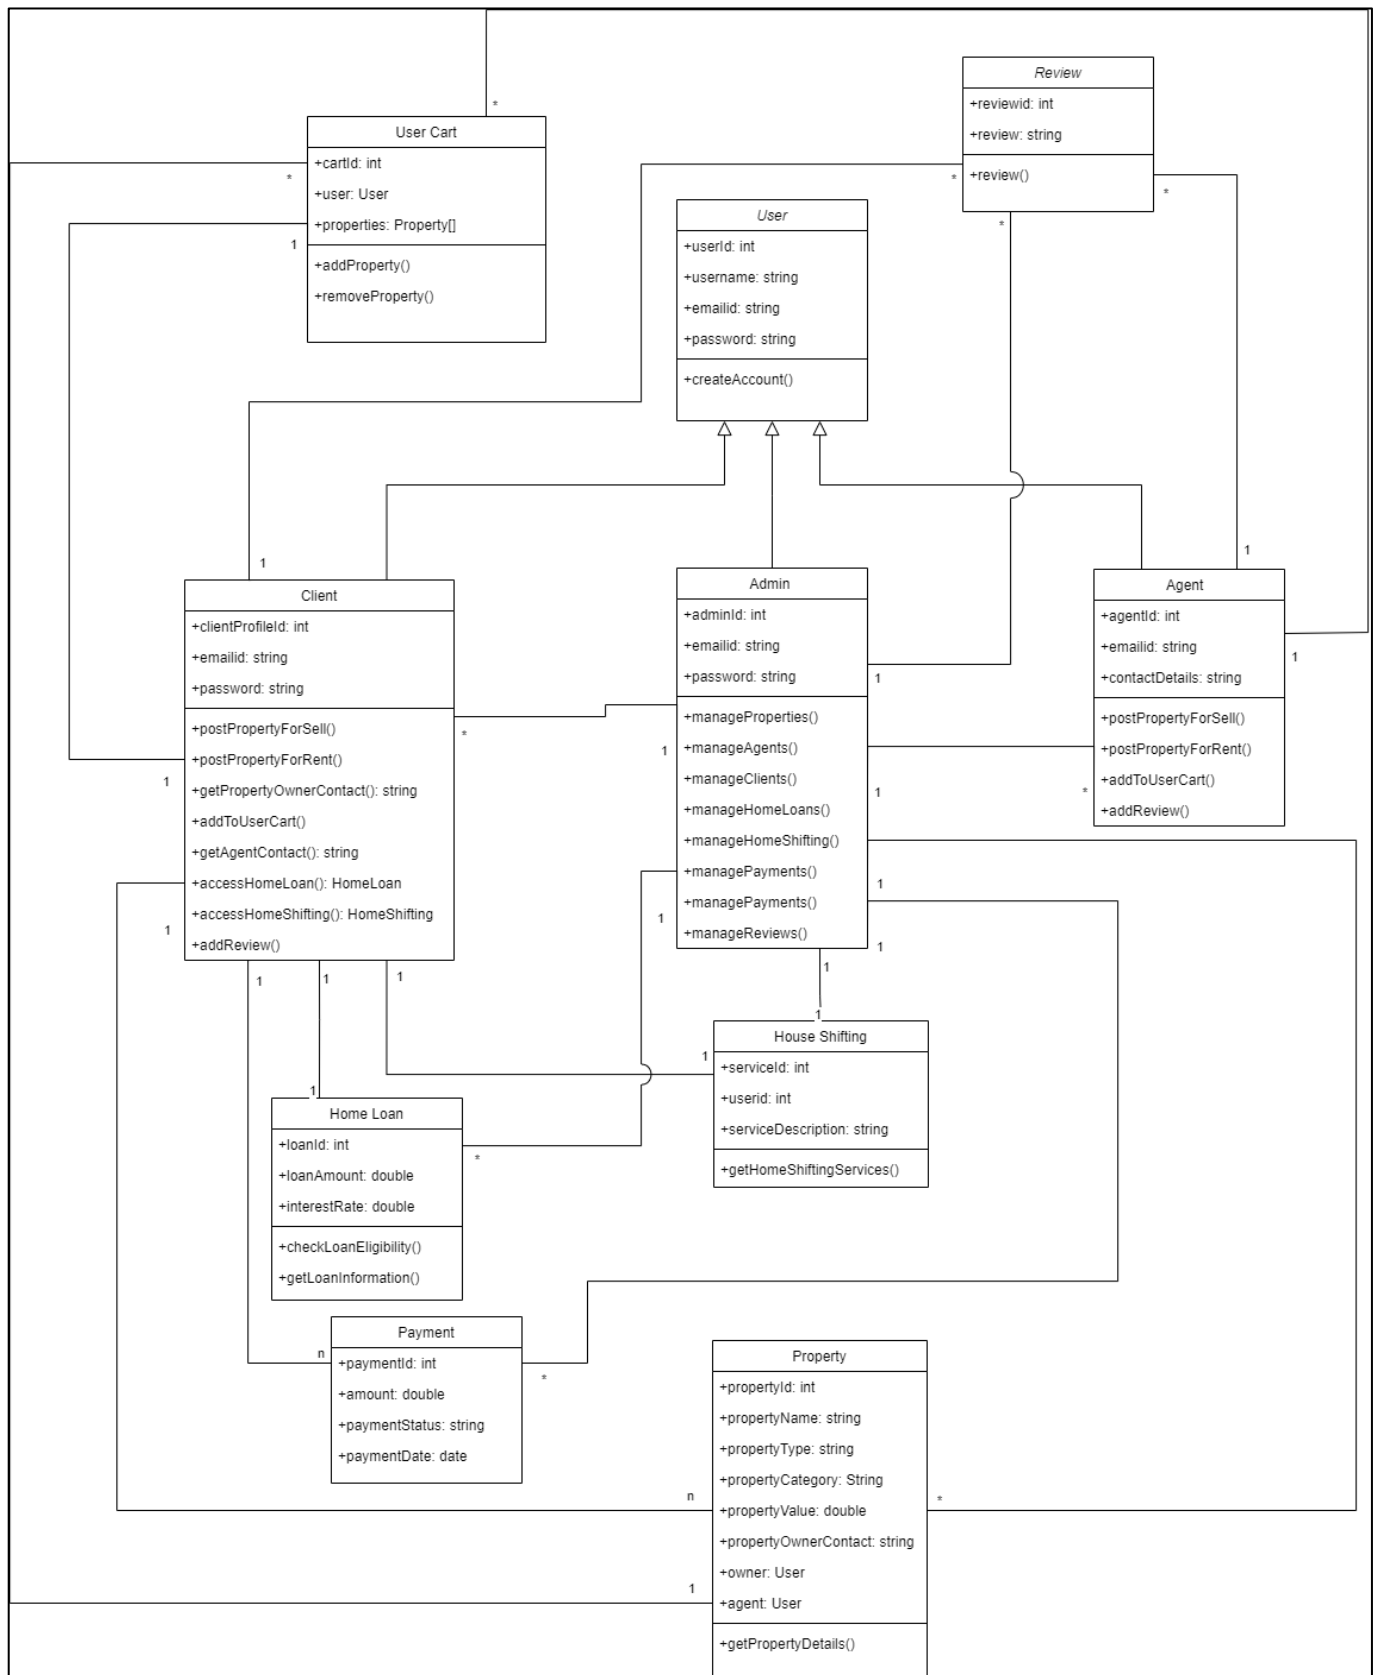 *
Review
+reviewid: int
+review: string
+review()
*
*
*
User Cart
+cartId: int
+user: User
+properties: Property[]
+addProperty()
+removeProperty()
*
1
User
+userId: int
+username: string
+emailid: string
+password: string
+createAccount()
1
1
Client
+clientProfileId: int
+emailid: string
+password: string
+postPropertyForSell()
+postPropertyForRent()
+getPropertyOwnerContact(): string
+addToUserCart()
+getAgentContact(): string
+accessHomeLoan(): HomeLoan
+accessHomeShifting(): HomeShifting
+addReview()
*
1
1
1
1
1
Admin
+adminId: int
+emailid: string
+password: string
+manageProperties()
+manageAgents()
+manageClients()
+manageHomeLoans()
+manageHomeShifting()
+managePayments()
+managePayments()
+manageReviews()
1
1
1
1
1
1
1
Agent
+agentId: int
+emailid: string
+contactDetails: string
+postPropertyForSell()
+postPropertyForRent()
+addToUserCart()
+addReview()
1
*
1
House Shifting
+serviceId: int
+userid: int
+serviceDescription: string
+getHomeShiftingServices()
1
1
Home Loan
+loanId: int
+loanAmount: double
+interestRate: double
+checkLoanEligibility()
+getLoanInformation()
*
Payment
+paymentId: int
+amount: double
+paymentStatus: string
+paymentDate: date
n
*
Property
+propertyId: int
+propertyName: string
+propertyType: string
+propertyCategory: String
+propertyValue: double
+propertyOwnerContact: string
+owner: User
+agent: User
+getPropertyDetails()
n
*
1